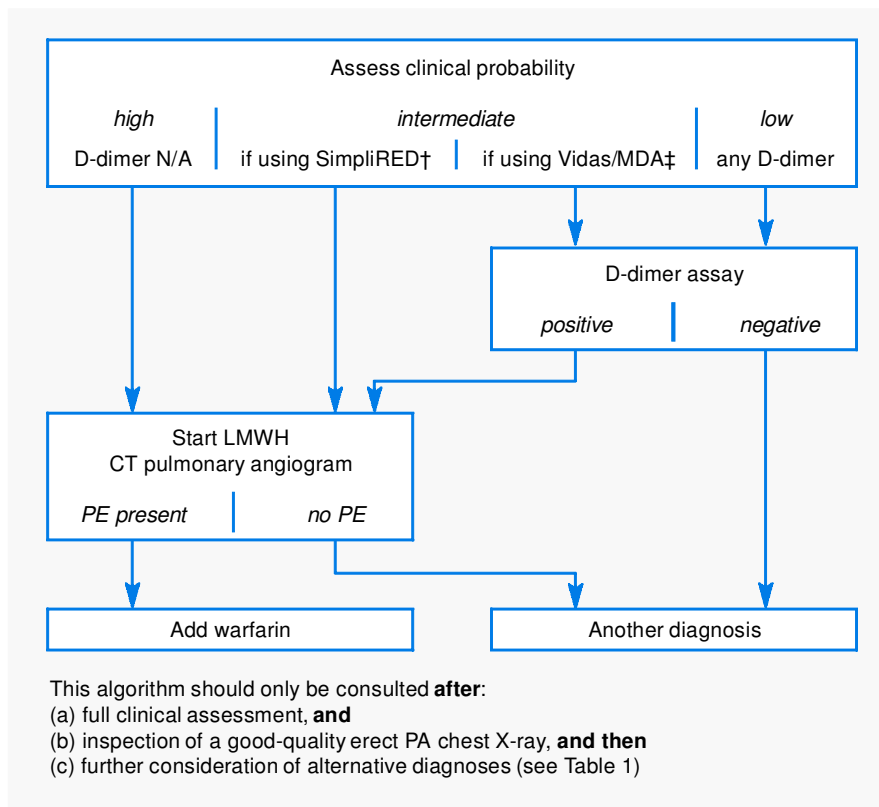 Assess clinical probability
high
intermediate
low
D-dimer N/A
if using SimpliRED†
if using Vidas/MDA‡
any D-dimer
D-dimer assay
positive
negative
Start LMWH
CT pulmonary angiogram
PE present
no PE
Add warfarin
Another diagnosis
This algorithm should only be consulted after:
(a) full clinical assessment, and
(b) inspection of a good-quality erect PA chest X-ray, and then
(c) further consideration of alternative diagnoses (see Table 1)